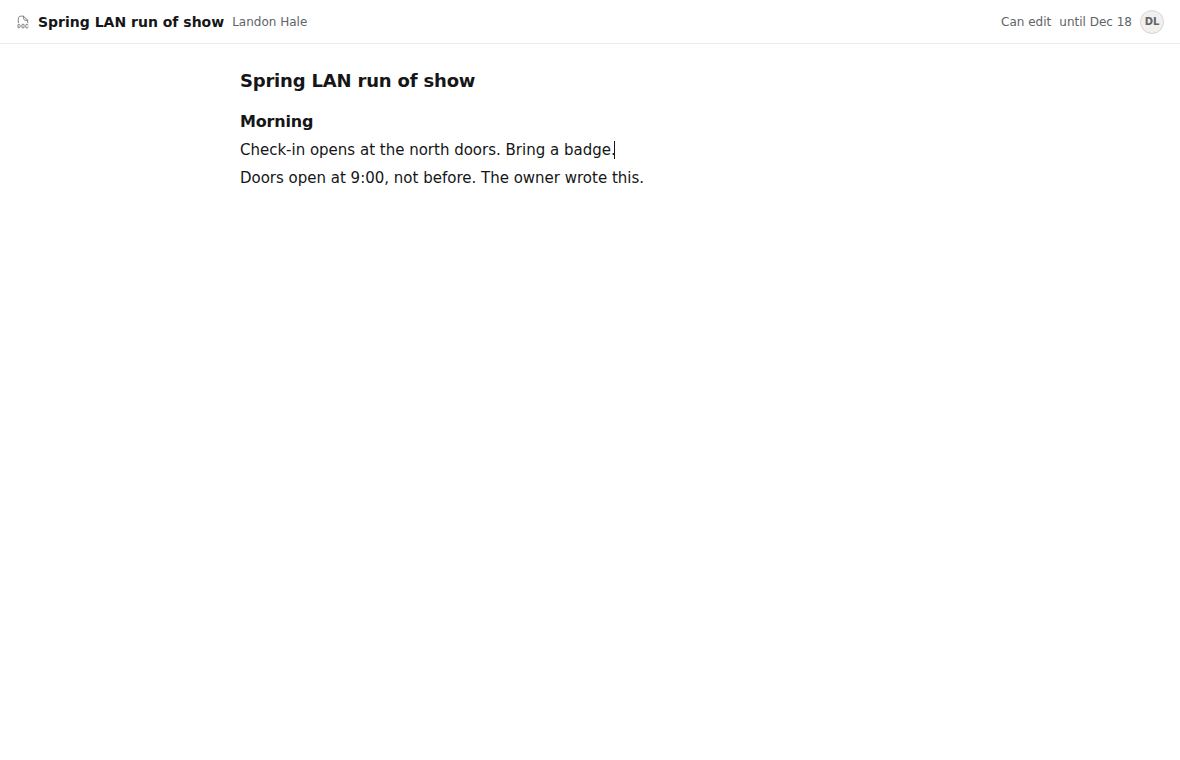 Spring LAN run of show Landon Hale Can edit until Dec 18 DL
Spring LAN run of show
Morning
Check-in opens at the north doors. Bring a badge.
Doors open at 9:00, not before. The owner wrote this.